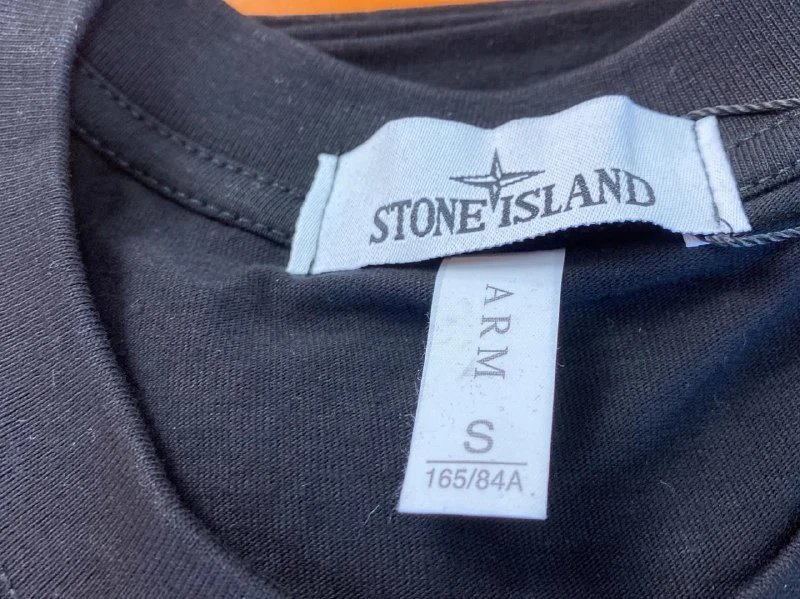 STONE ISLAND
ARM
S
165/84A